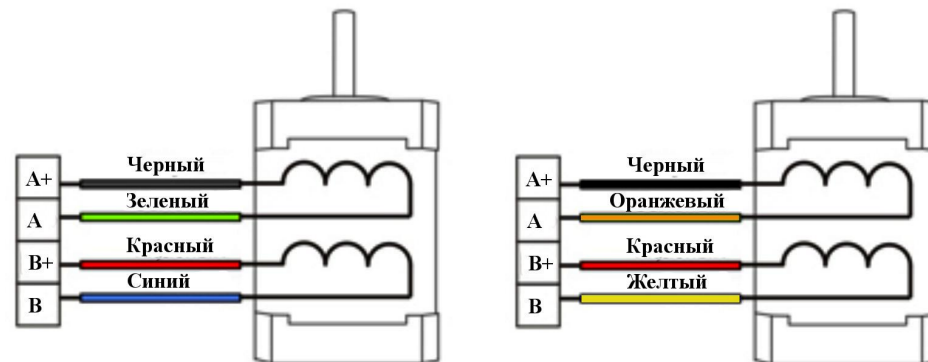 A+
Черный
A
Зеленый
B+
Красный
B
Синий
A+
Черный
A
Оранжевый
B+
Красный
B
Желтый